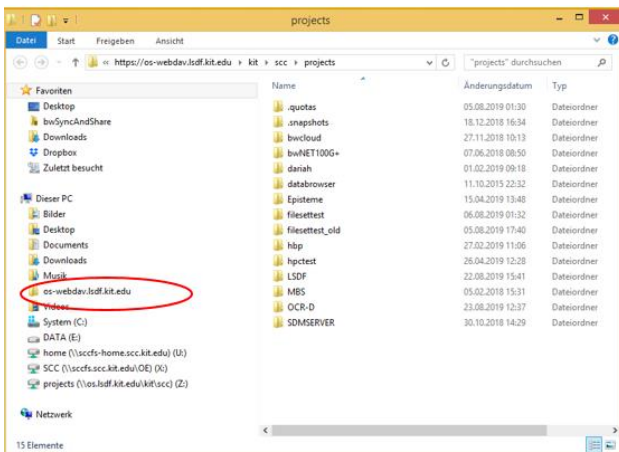 projects
Datei Start Freigeben Ansicht
« https://os-webdav.lsdf.kit.edu kit scc projects "projects" durchsuchen
Favoriten
Desktop
bwSyncAndShare
Downloads
Dropbox
Zuletzt besucht
Dieser PC
Bilder
Desktop
Documents
Downloads
Musik
os-webdav.lsdf.kit.edu
Videos
System (C:)
DATA (E:)
home (\\sccfs-home.scc.kit.edu) (U:)
SCC (\\sccfs.scc.kit.edu\OE) (X:)
projects (\\os.lsdf.kit.edu\kit\scc) (Z:)
Netzwerk
Name Änderungsdatum Typ
.quotas 05.08.2019 01:30 Dateiordner
.snapshots 18.12.2018 16:34 Dateiordner
bwcloud 27.11.2018 10:13 Dateiordner
bwNET100G+ 07.06.2018 08:50 Dateiordner
dariah 01.02.2019 09:18 Dateiordner
databrowser 11.10.2015 22:32 Dateiordner
Episteme 15.04.2019 13:48 Dateiordner
filesettest 06.08.2019 01:32 Dateiordner
filesettest_old 05.08.2019 17:40 Dateiordner
hbp 27.02.2019 11:06 Dateiordner
hpctest 26.04.2019 12:28 Dateiordner
LSDF 22.08.2019 15:41 Dateiordner
MBS 05.02.2018 15:31 Dateiordner
OCR-D 23.08.2019 12:37 Dateiordner
SDMSERVER 30.10.2018 14:29 Dateiordner
15 Elemente